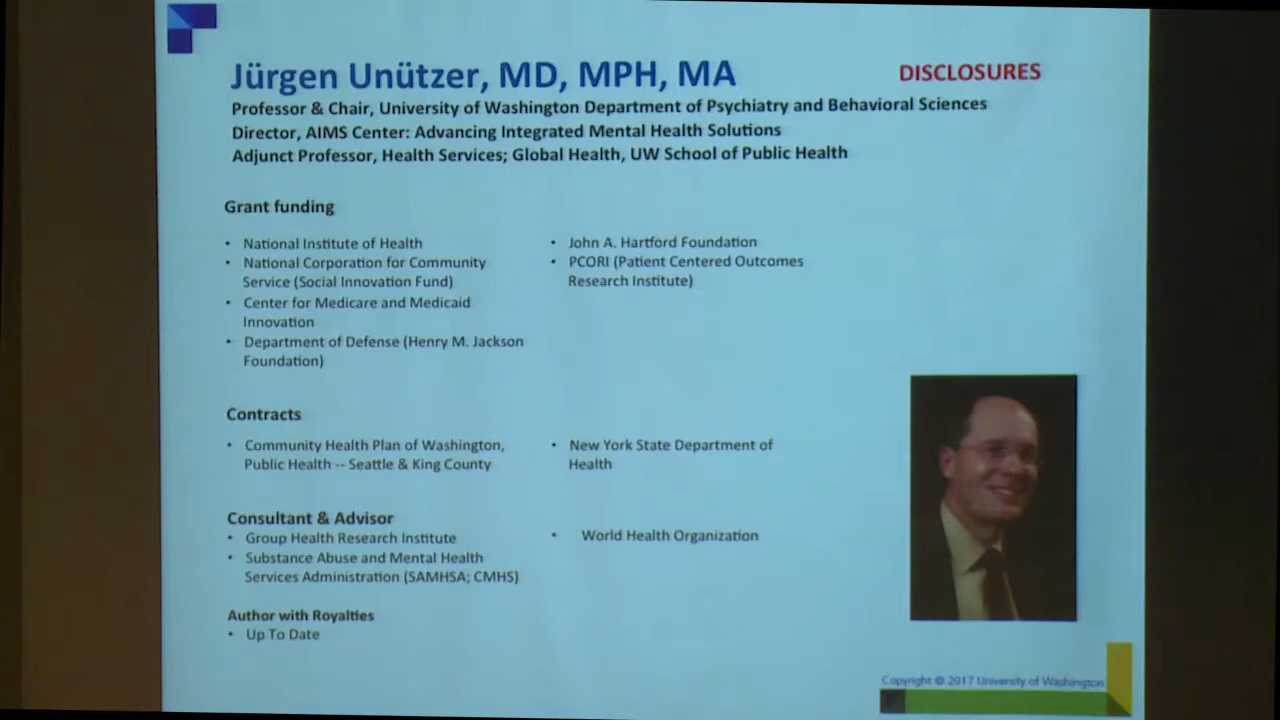 Jürgen Unützer, MD, MPH, MA
DISCLOSURES
Professor & Chair, University of Washington Department of Psychiatry and Behavioral Sciences
Director, AIMS Center: Advancing Integrated Mental Health Solutions
Adjunct Professor, Health Services; Global Health, UW School of Public Health
Grant funding
• National Institute of Health
• National Corporation for Community
Service (Social Innovation Fund)
• Center for Medicare and Medicaid
Innovation
• Department of Defense (Henry M. Jackson
Foundation)
• John A. Hartford Foundation
• PCORI (Patient Centered Outcomes
Research Institute)
Contracts
• Community Health Plan of Washington,
Public Health -- Seattle & King County
• New York State Department of
Health
Consultant & Advisor
• Group Health Research Institute
• Substance Abuse and Mental Health
Services Administration (SAMHSA; CMHS)
• World Health Organization
Author with Royalties
• Up To Date
Copyright © 2017 University of Washington